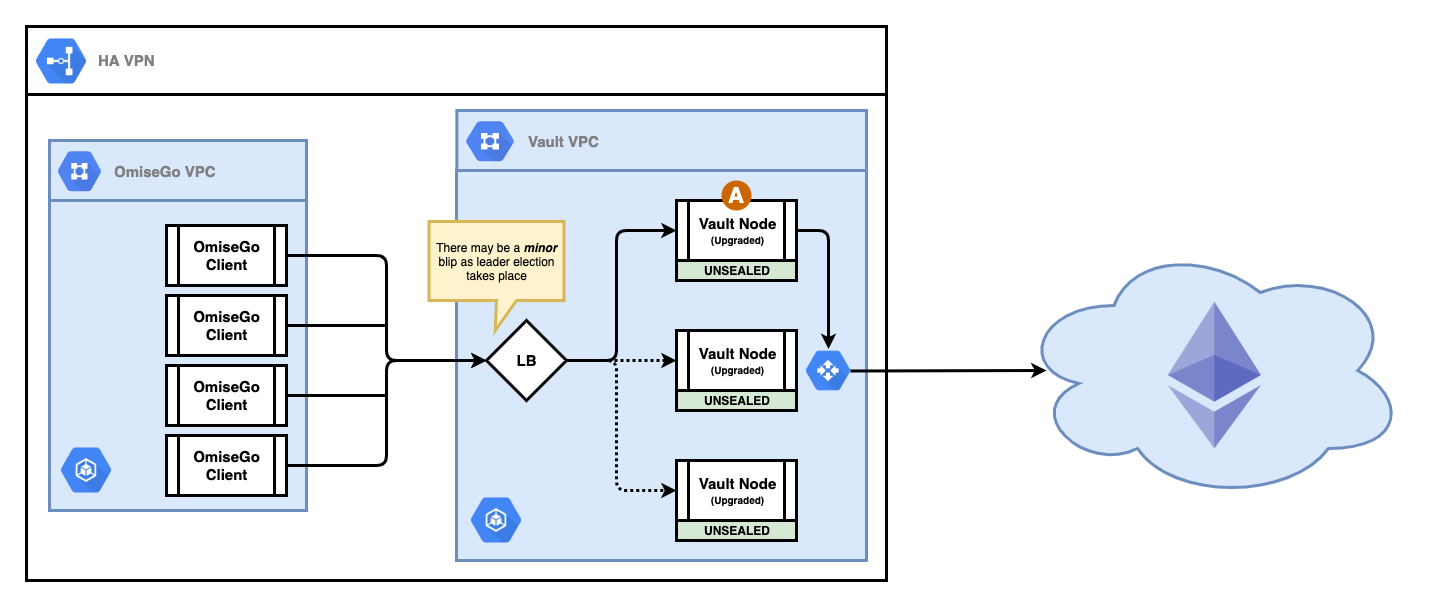 HA VPN
OmiseGo VPC
OmiseGo
Client
OmiseGo
Client
OmiseGo
Client
OmiseGo
Client
Vault VPC
There may be a minor
blip as leader election
takes place
LB
A
Vault Node
(Upgraded)
UNSEALED
Vault Node
(Upgraded)
UNSEALED
Vault Node
(Upgraded)
UNSEALED